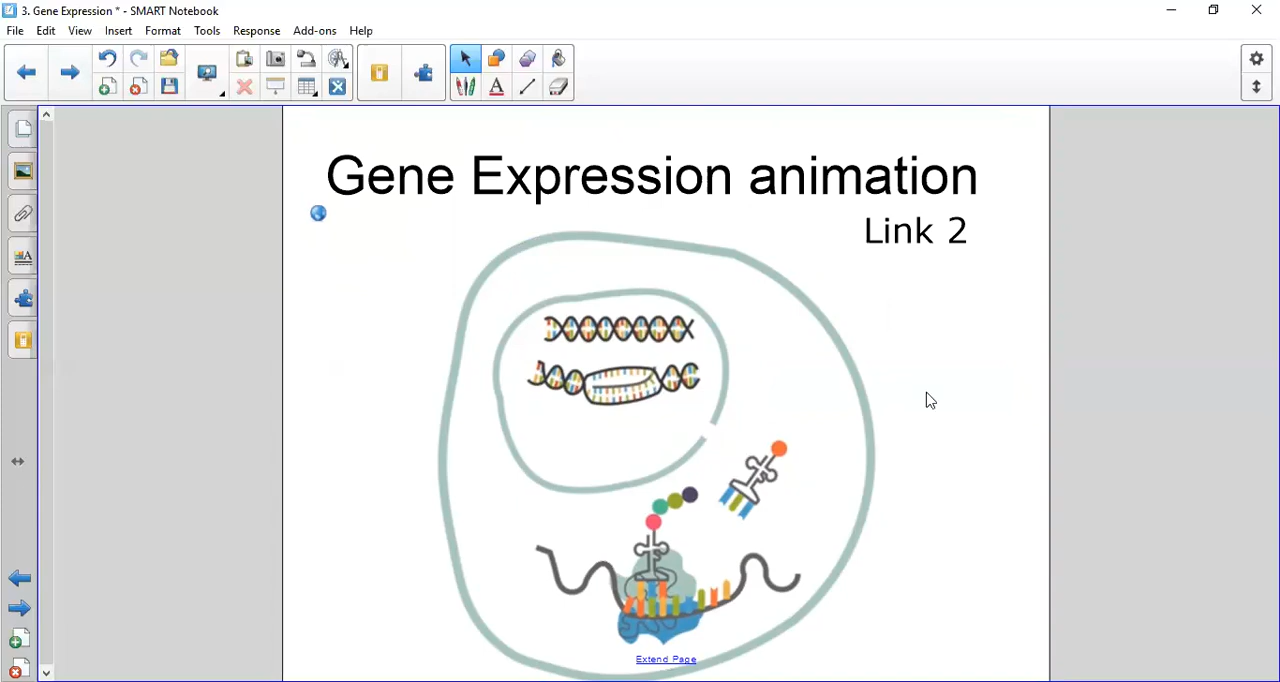 3. Gene Expression * - SMART Notebook
File Edit View Insert Format Tools Response Add-ons Help
Gene Expression animation
Link 2
Extend Page